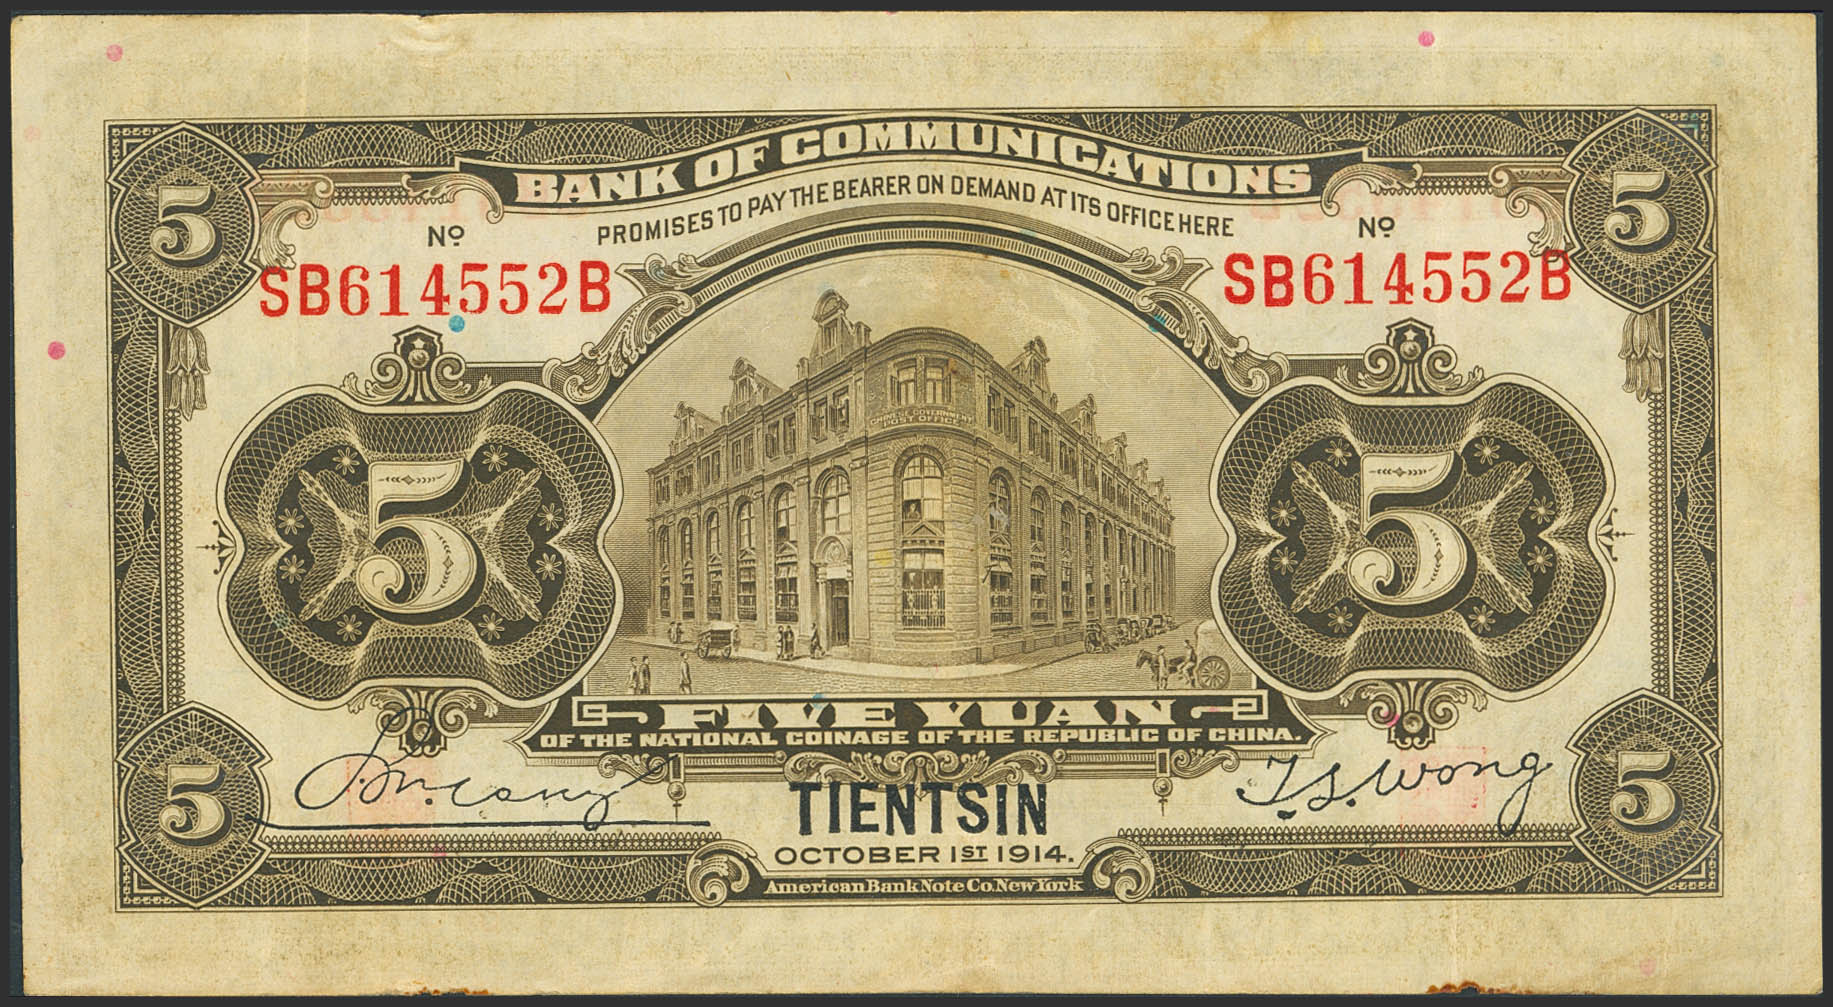 BANK OF COMMUNICATIONS
PROMISES TO PAY THE BEARER ON DEMAND AT ITS OFFICE HERE
5
5
Nº
Nº
SB614552B
SB614552B
CHINESE GOVERNMENT
POST OFFICE
5
5
FIVE YUAN
OF THE NATIONAL COINAGE OF THE REPUBLIC OF CHINA.
T.S. Wong
TIENTSIN
5
5
OCTOBER 1ST 1914.
American Bank Note Co. New York